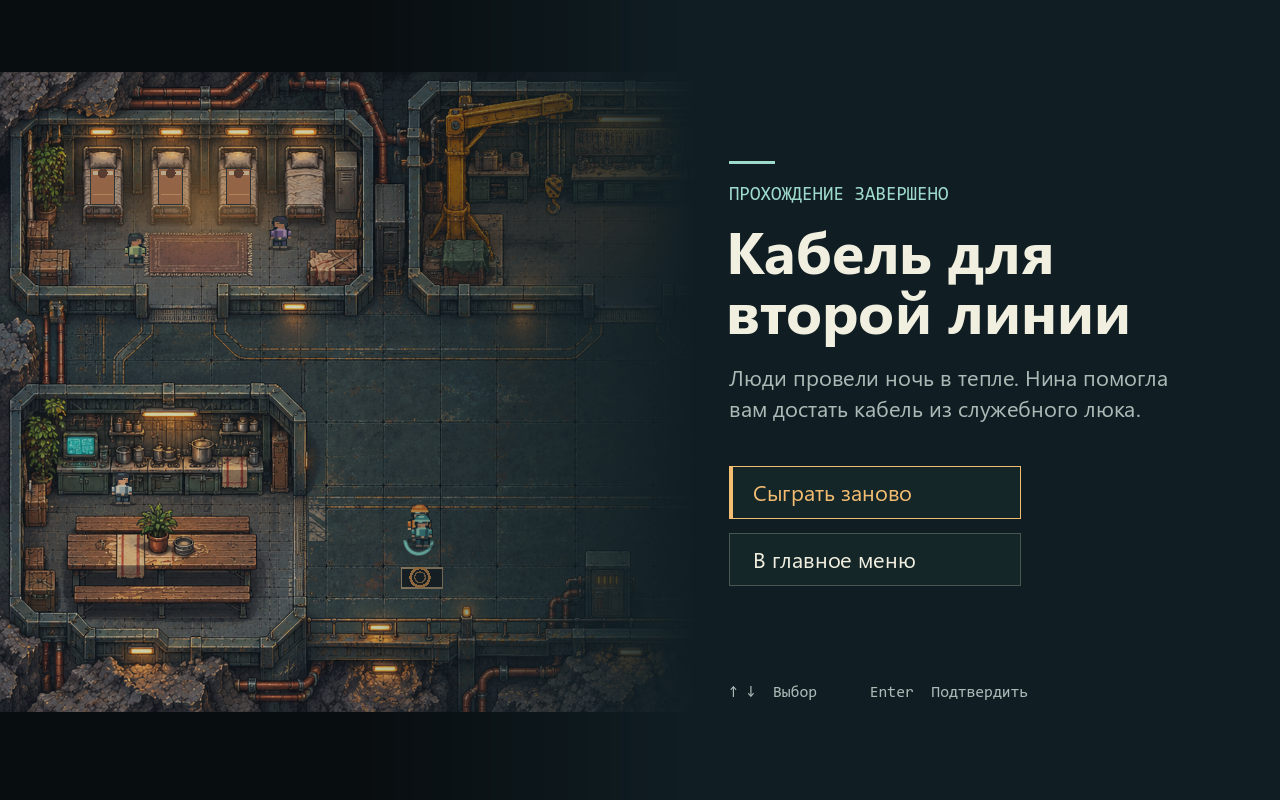 ПРОХОЖДЕНИЕ ЗАВЕРШЕНО
Кабель для
второй линии
Люди провели ночь в тепле. Нина помогла
вам достать кабель из служебного люка.
Сыграть заново
В главное меню
↑ ↓ Выбор Enter Подтвердить